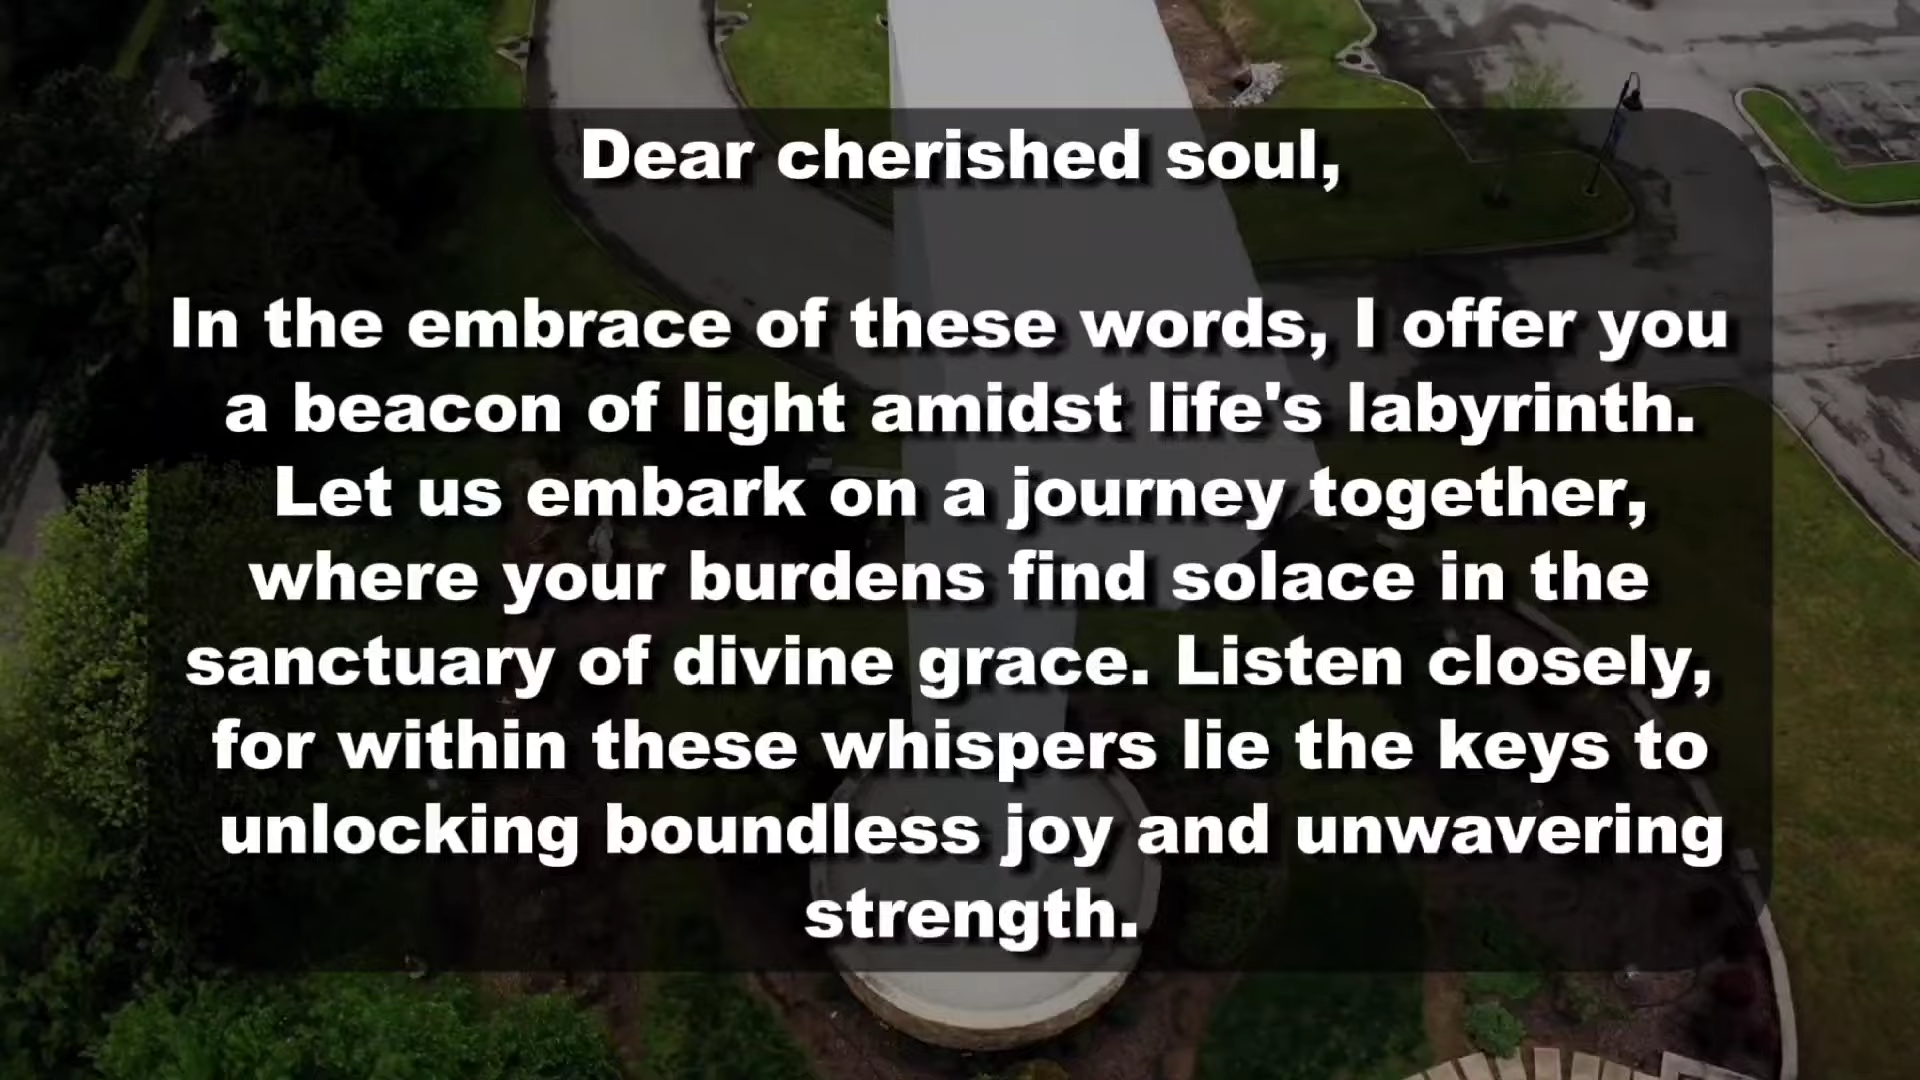 Dear cherished soul,
In the embrace of these words, I offer you
a beacon of light amidst life's labyrinth.
Let us embark on a journey together,
where your burdens find solace in the
sanctuary of divine grace. Listen closely,
for within these whispers lie the keys to
unlocking boundless joy and unwavering
strength.